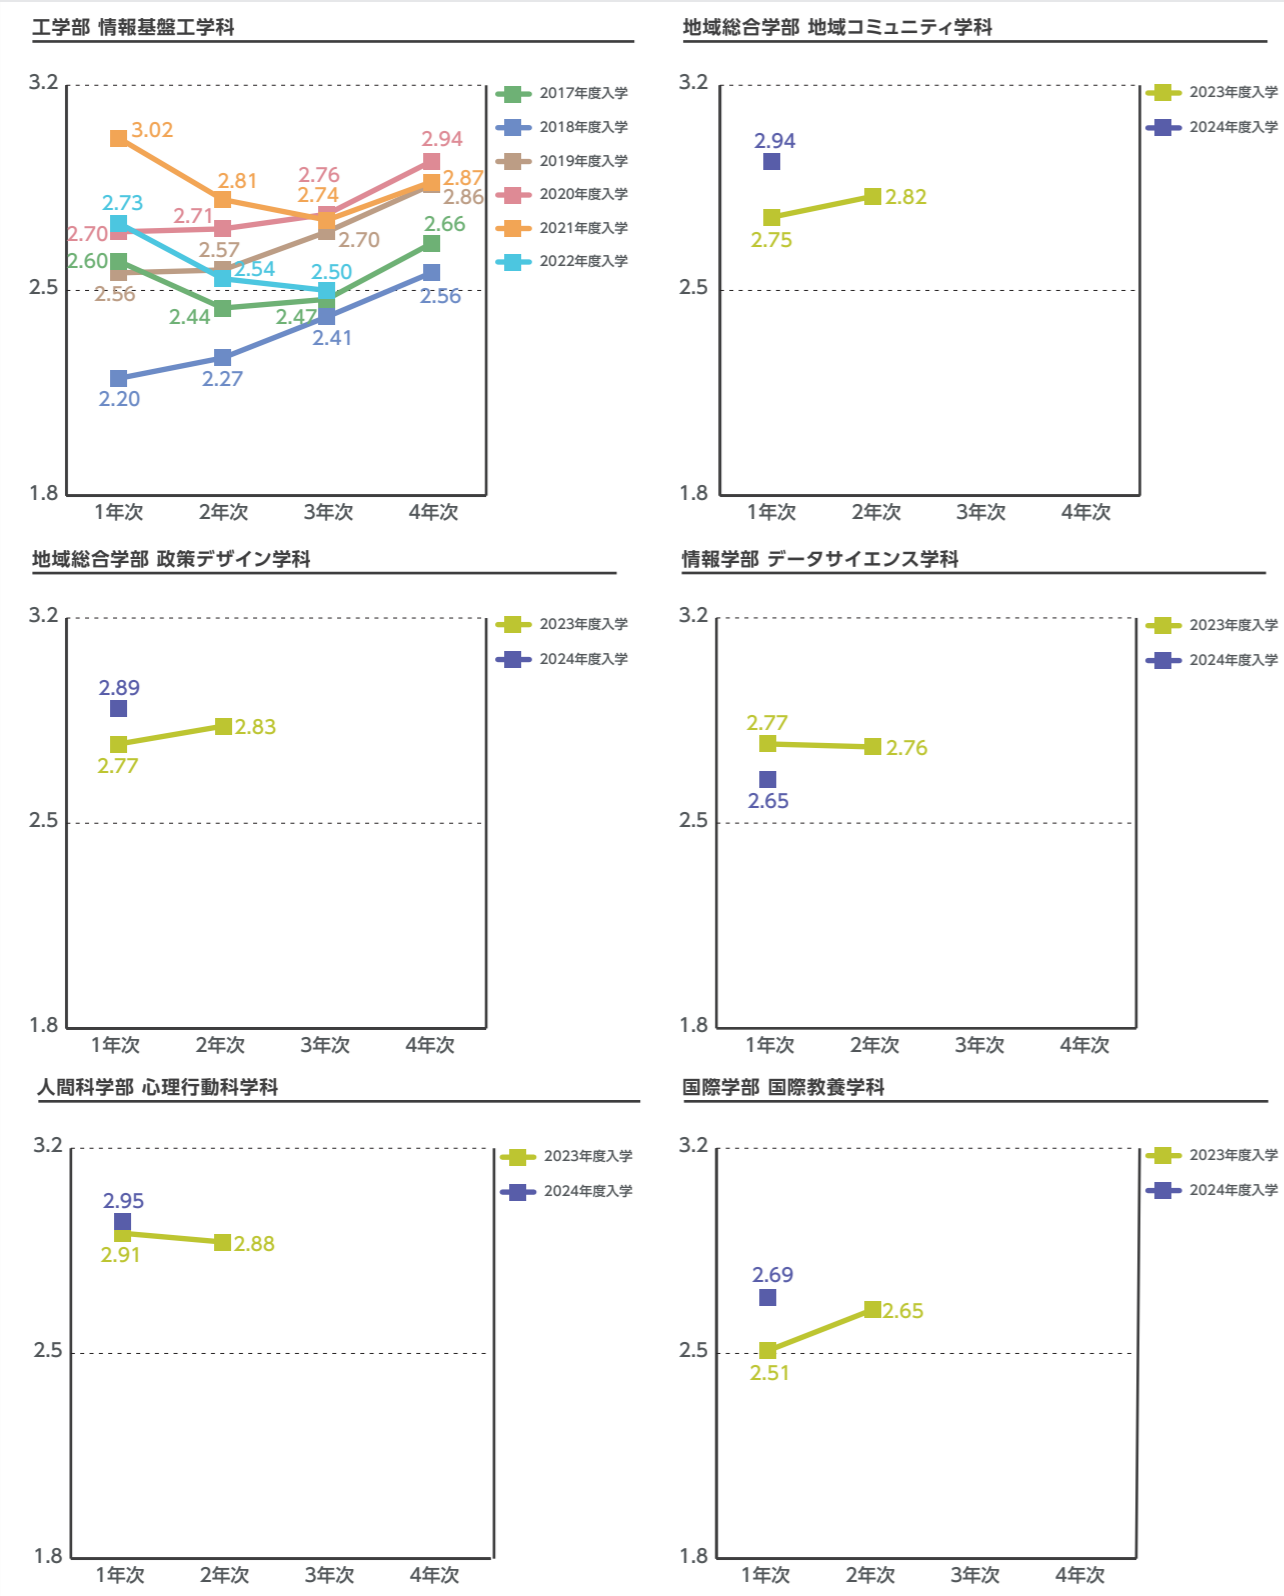 工学部 情報基盤工学科
3.2
2.5
1.8
3.02
2.81
2.76
2.74
2.94
2.87
2.86
2.73
2.70
2.71
2.60
2.57
2.54
2.50
2.70
2.66
2.56
2.44
2.47
2.41
2.56
2.20
2.27
1年次 2年次 3年次 4年次
2017年度入学
2018年度入学
2019年度入学
2020年度入学
2021年度入学
2022年度入学
地域総合学部 地域コミュニティ学科
3.2
2.5
1.8
2.94
2.82
2.75
1年次 2年次 3年次 4年次
2023年度入学
2024年度入学
地域総合学部 政策デザイン学科
3.2
2.5
1.8
2.89
2.83
2.77
1年次 2年次 3年次 4年次
2023年度入学
2024年度入学
情報学部 データサイエンス学科
3.2
2.5
1.8
2.77
2.76
2.65
1年次 2年次 3年次 4年次
2023年度入学
2024年度入学
人間科学部 心理行動科学科
3.2
2.5
1.8
2.95
2.91
2.88
1年次 2年次 3年次 4年次
2023年度入学
2024年度入学
国際学部 国際教養学科
3.2
2.5
1.8
2.69
2.65
2.51
1年次 2年次 3年次 4年次
2023年度入学
2024年度入学